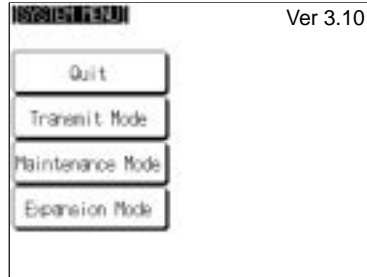 [SYSTEM MENU]
Ver 3.10
Quit
Transmit Mode
Maintenance Mode
Expansion Mode